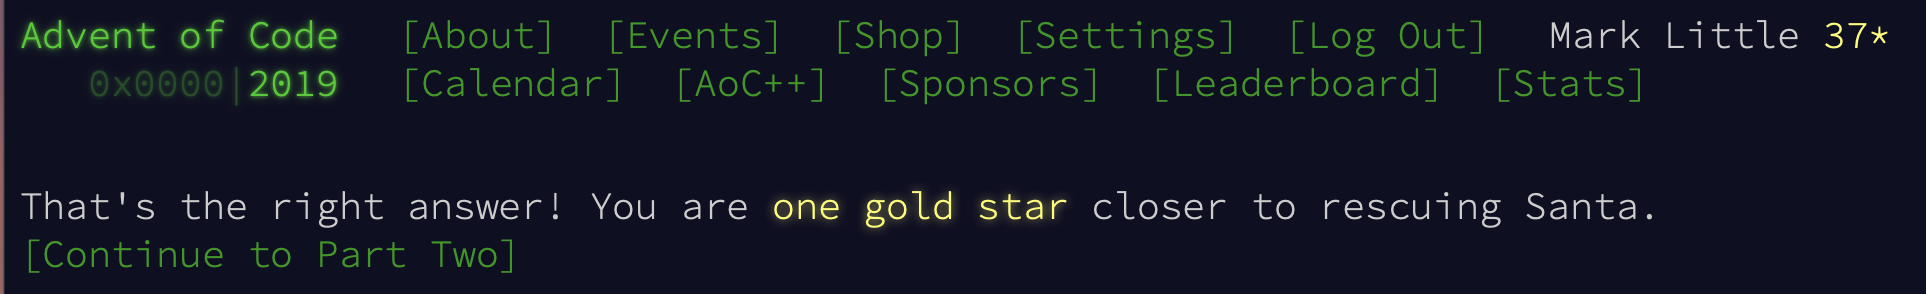 Advent of Code [About] [Events] [Shop] [Settings] [Log Out] Mark Little 37*
0x0000|2019 [Calendar] [AoC++] [Sponsors] [Leaderboard] [Stats]
That's the right answer! You are one gold star closer to rescuing Santa.
[Continue to Part Two]